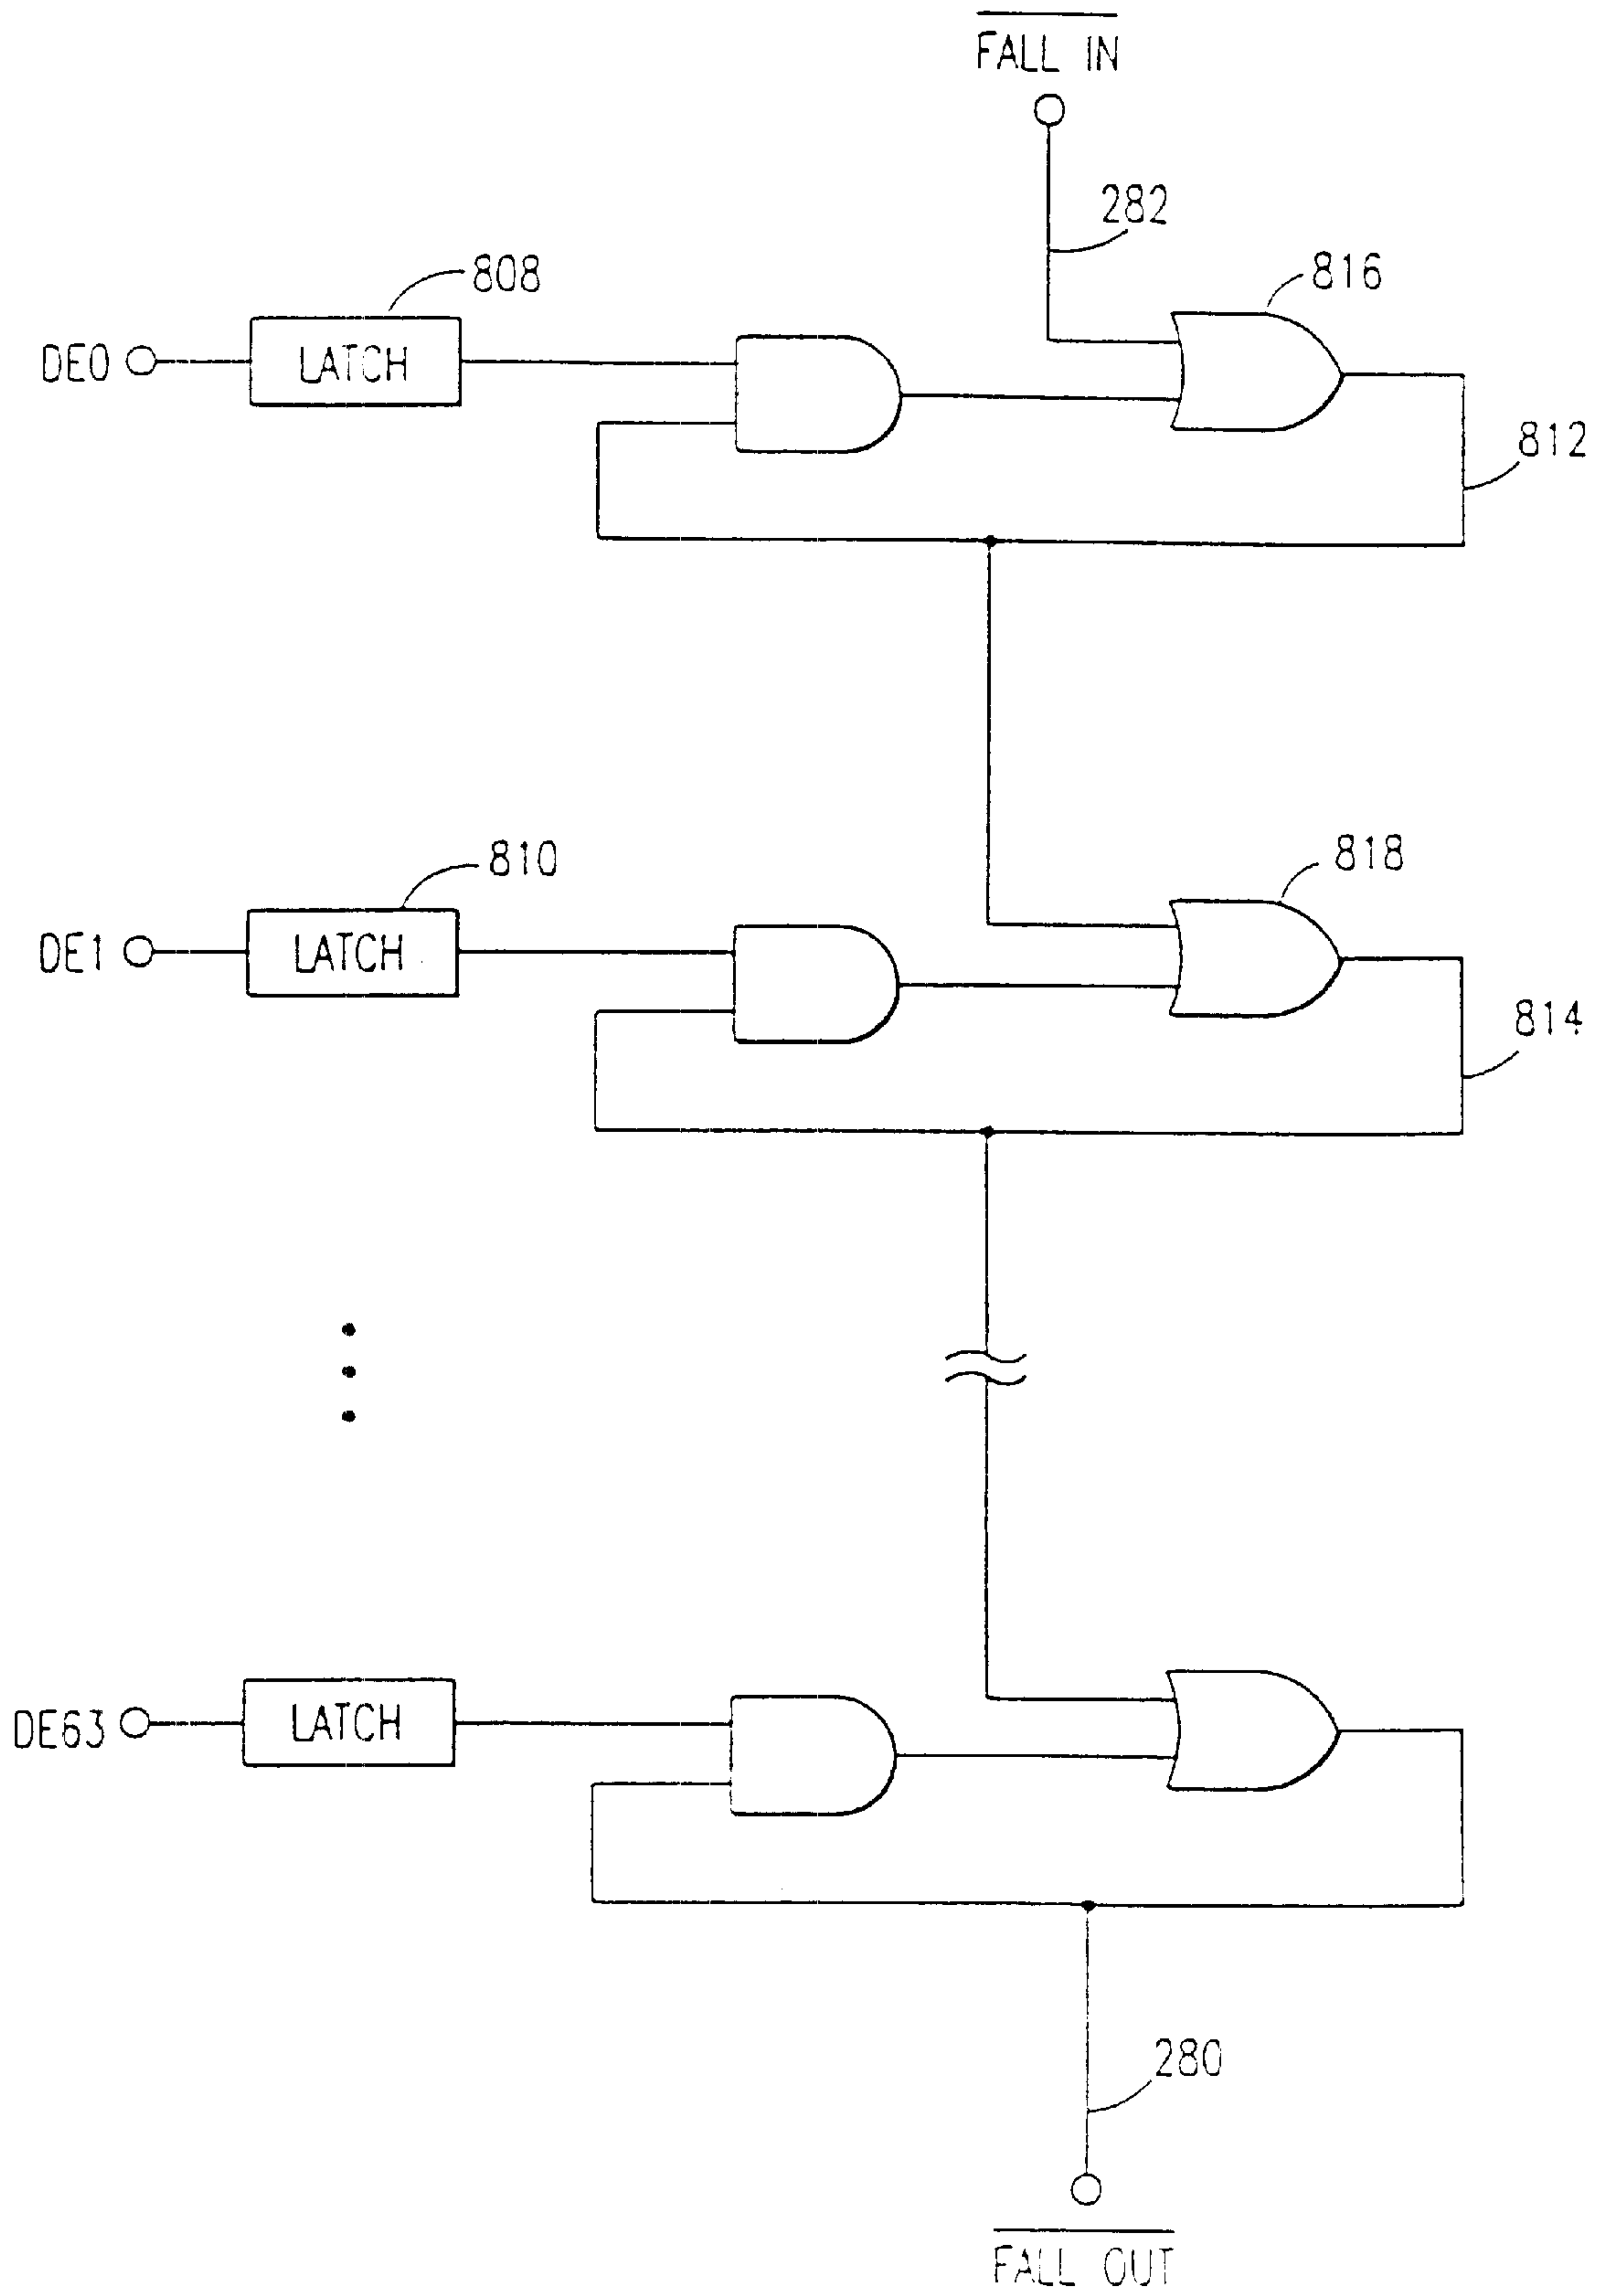 FALL IN
282
808
816
DE0
LATCH
812
810
818
DE1
LATCH
814
DE63
LATCH
280
FALL OUT